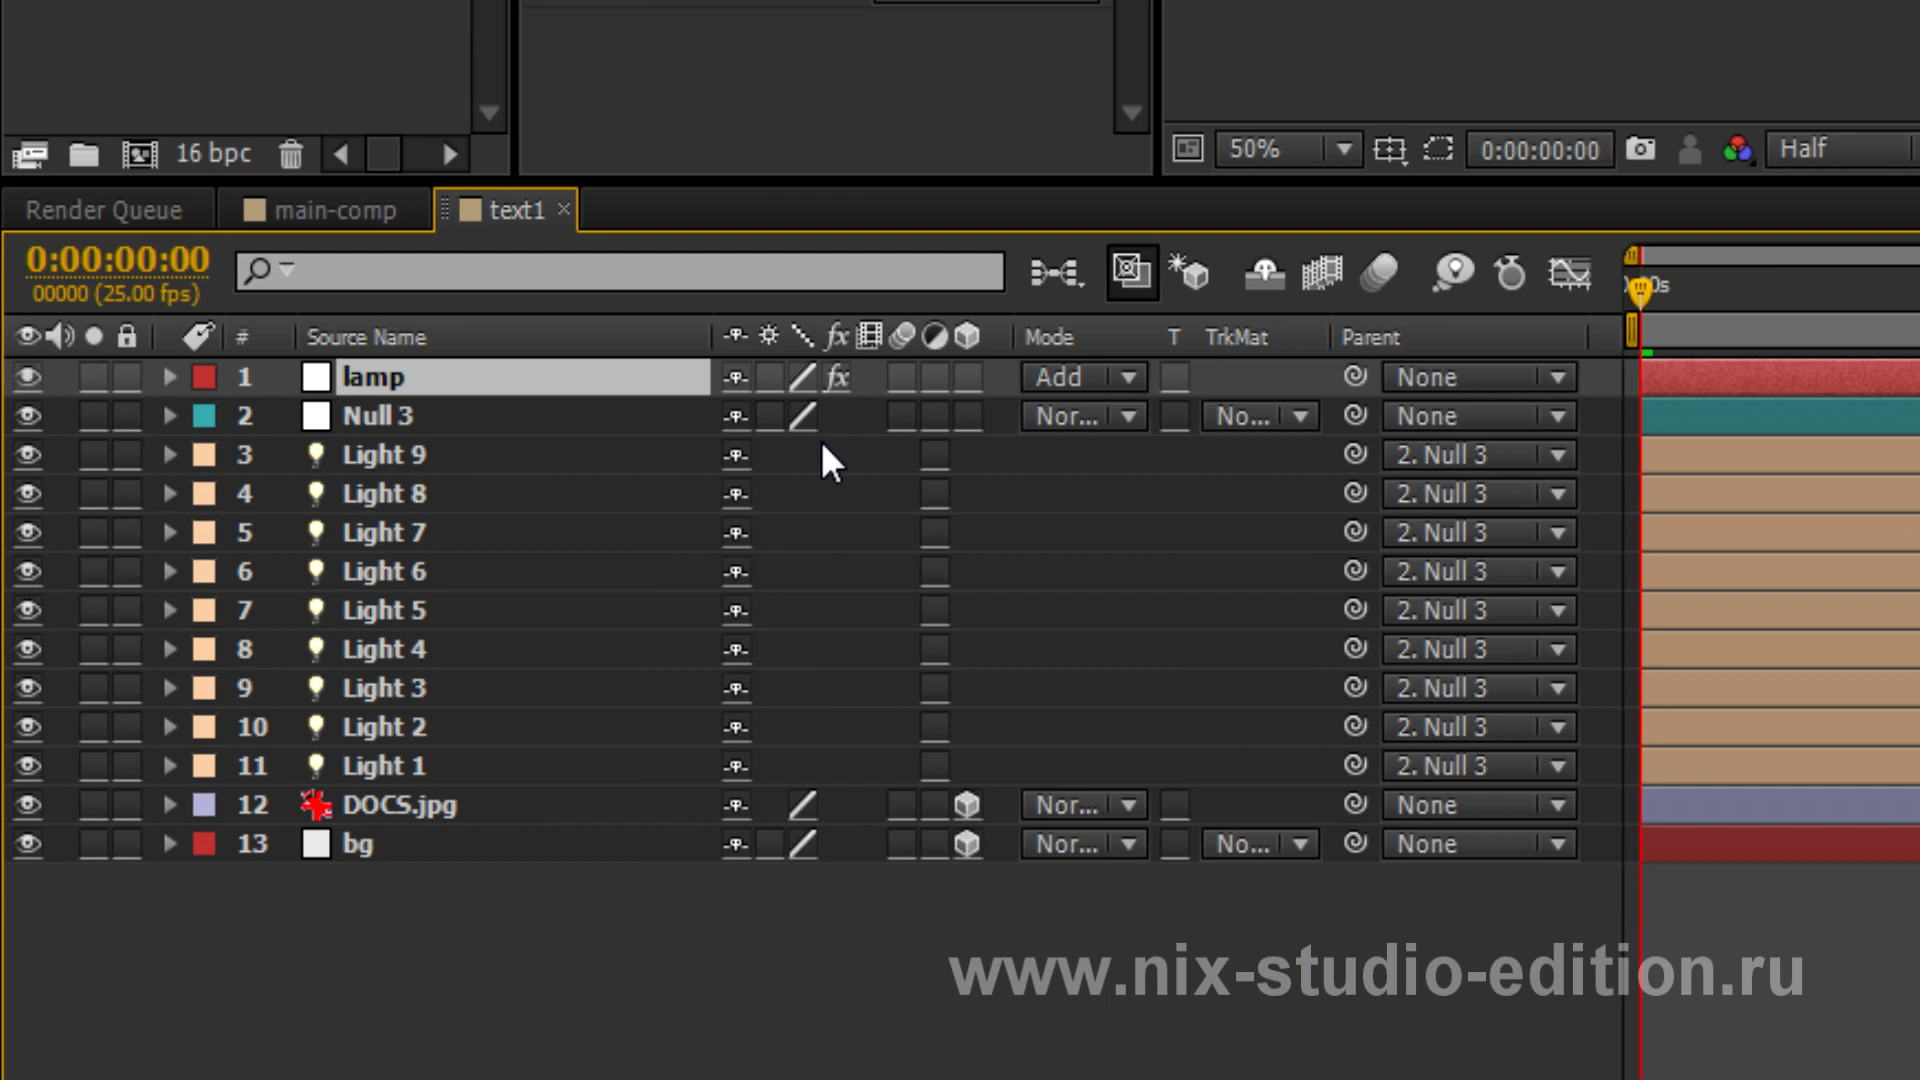 16 bpc
50%
0:00:00:00
Half
Render Queue
main-comp
text1
0:00:00:00
00000 (25.00 fps)
# Source Name fx Mode T TrkMat Parent
1 lamp fx Add None
2 Null 3 Nor... No... None
3 Light 9 2. Null 3
4 Light 8 2. Null 3
5 Light 7 2. Null 3
6 Light 6 2. Null 3
7 Light 5 2. Null 3
8 Light 4 2. Null 3
9 Light 3 2. Null 3
10 Light 2 2. Null 3
11 Light 1 2. Null 3
12 DOCS.jpg Nor... None
13 bg Nor... No... None
www.nix-studio-edition.ru